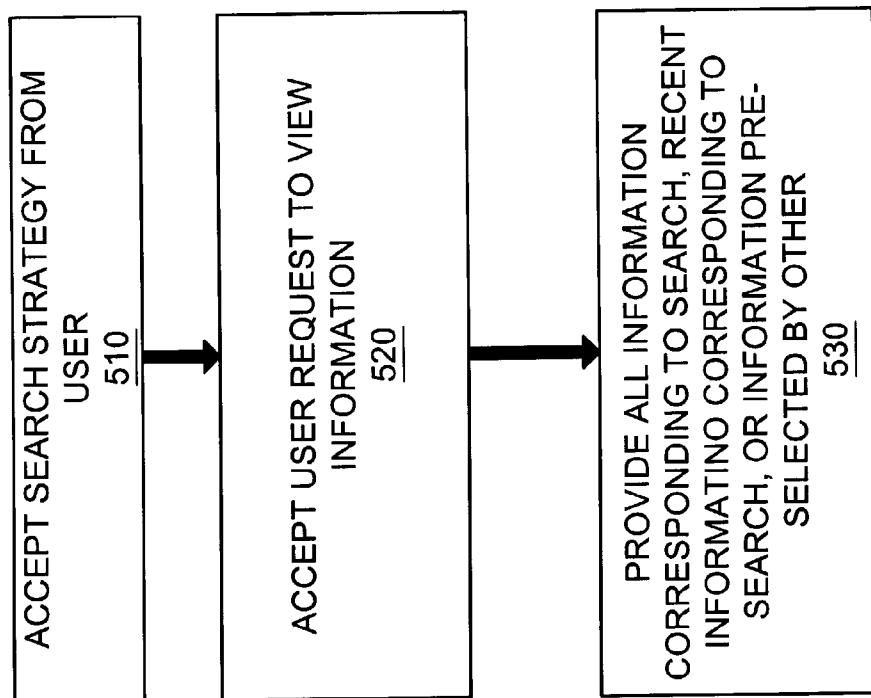 ACCEPT SEARCH STRATEGY FROM
USER
510
ACCEPT USER REQUEST TO VIEW
INFORMATION
520
PROVIDE ALL INFORMATION
CORRESPONDING TO SEARCH, RECENT
INFORMATINO CORRESPONDING TO
SEARCH, OR INFORMATION PRE-
SELECTED BY OTHER
530